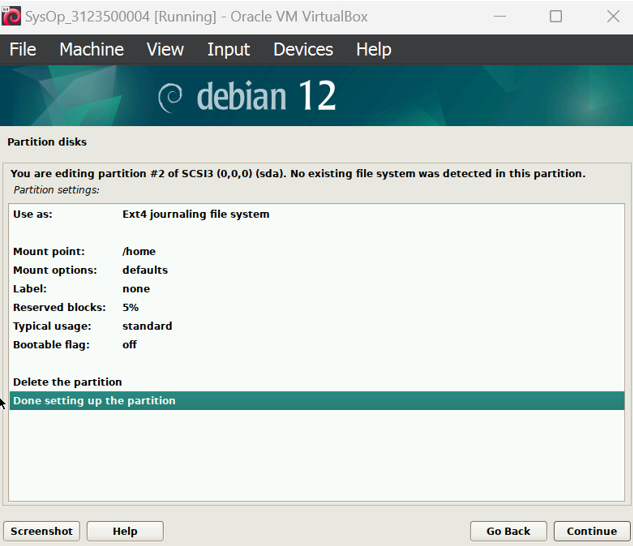 SysOp_3123500004 [Running] - Oracle VM VirtualBox
File Machine View Input Devices Help
debian 12
Partition disks
You are editing partition #2 of SCSI3 (0,0,0) (sda). No existing file system was detected in this partition.
Partition settings:
Use as: Ext4 journaling file system
Mount point: /home
Mount options: defaults
Label: none
Reserved blocks: 5%
Typical usage: standard
Bootable flag: off
Delete the partition
Done setting up the partition
Screenshot Help Go Back Continue